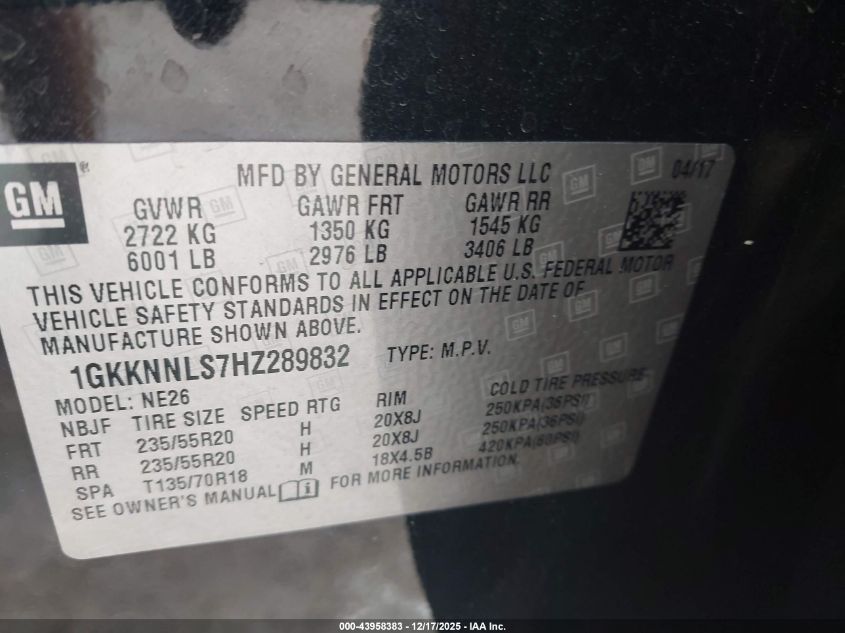 GM®
MFD BY GENERAL MOTORS LLC 04/17
GVWR GAWR FRT GAWR RR
2722 KG 1350 KG 1545 KG
6001 LB 2976 LB 3406 LB
THIS VEHICLE CONFORMS TO ALL APPLICABLE U.S. FEDERAL MOTOR
VEHICLE SAFETY STANDARDS IN EFFECT ON THE DATE OF
MANUFACTURE SHOWN ABOVE.
1GKKNNLS7HZ289832 TYPE: M.P.V.
MODEL: NE26
NBJF TIRE SIZE SPEED RTG RIM COLD TIRE PRESSURE
FRT 235/55R20 H 20X8J 250KPA(36PSI)
RR 235/55R20 H 20X8J 250KPA(36PSI)
SPA T135/70R18 M 18X4.5B 420KPA(60PSI)
SEE OWNER'S MANUAL FOR MORE INFORMATION.
000-43958383 / 12/17/2025 - IAA Inc.